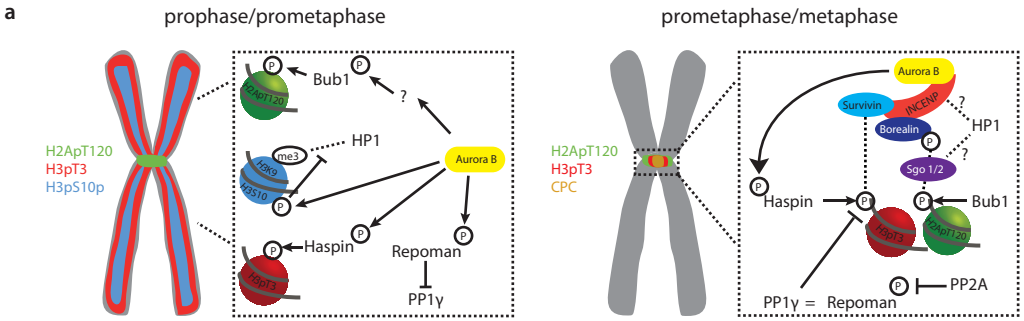 a
prophase/prometaphase
prometaphase/metaphase
P
Bub1
H2ApT120
P
?
HP1
me3
H3K9
H3S10
P
Aurora B
H2ApT120
H3pT3
H3pS10p
Haspin
P
P
H3pT3
Repoman
P
PP1γ
Aurora B
INCENP
Survivin
Borealin
?
HP1
?
P
Sgo 1/2
H2ApT120
H3pT3
CPC
P
Haspin
P
P
Bub1
H3pT3
H2ApT120
P
PP2A
PP1γ = Repoman